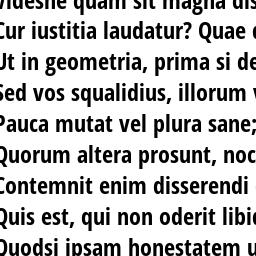 Videsne quam sit magna dis
Cur iustitia laudatur? Quae
Ut in geometria, prima si de
Sed vos squalidius, illorum v
Pauca mutat vel plura sane;
Quorum altera prosunt, noc
Contemnit enim disserendi
Quis est, qui non oderit libi
Quodsi ipsam honestatem u